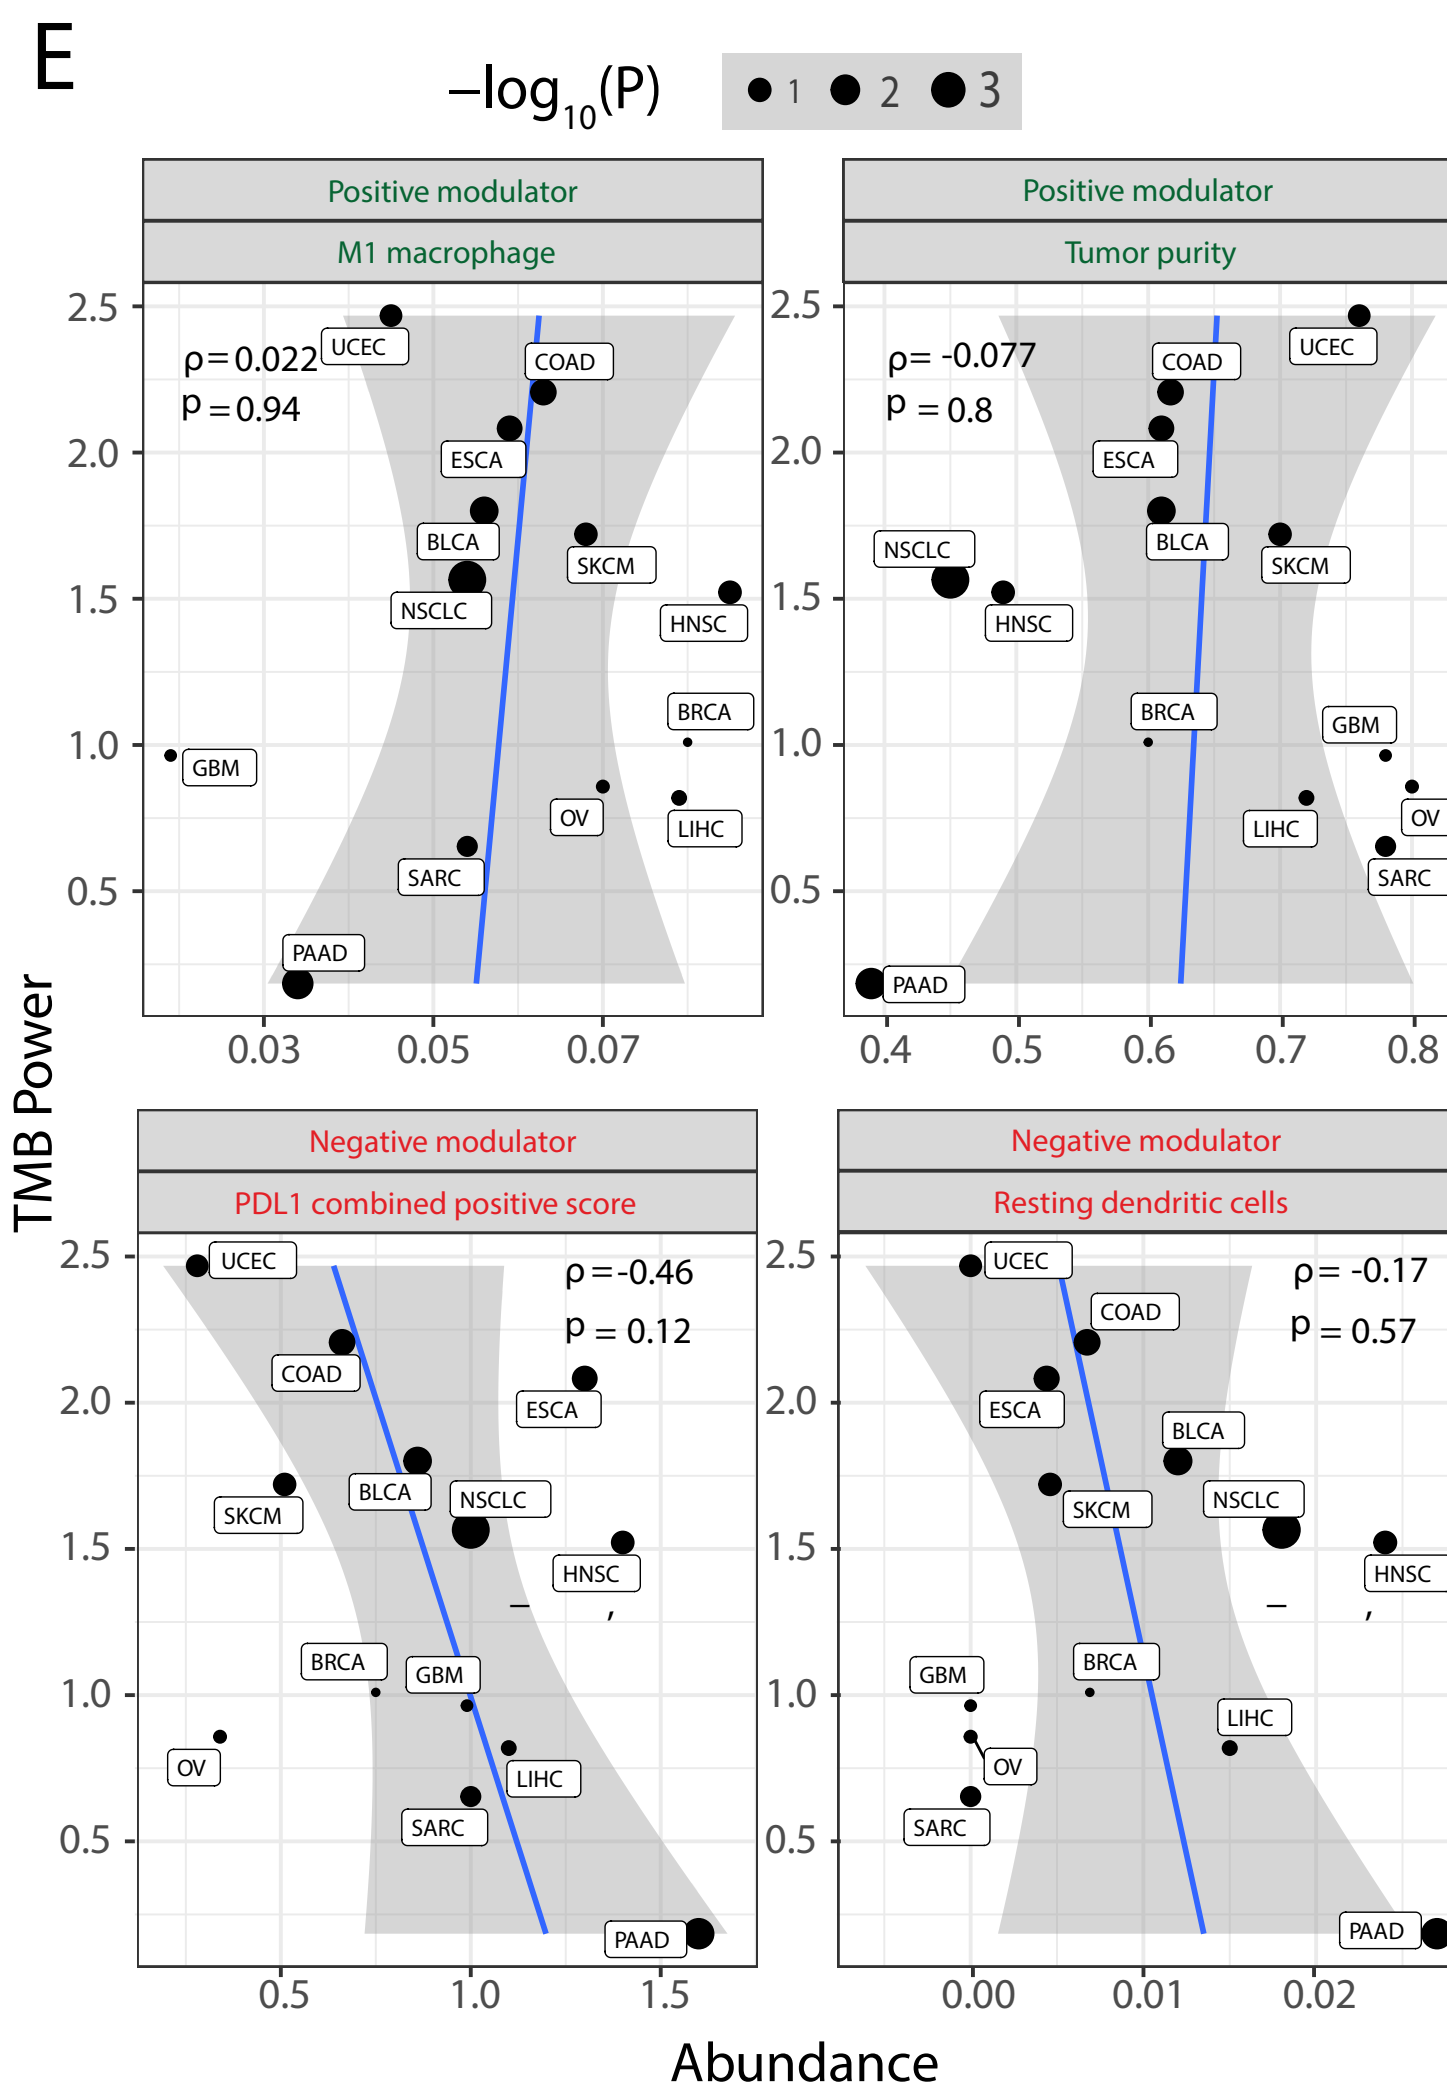 E
−log10(P) 1 2 3
Positive modulator
M1 macrophage
2.5
2.0
1.5
1.0
0.5
ρ=0.022
p=0.94
UCEC
COAD
ESCA
BLCA
SKCM
NSCLC
HNSC
BRCA
GBM
OV
LIHC
SARC
PAAD
0.03 0.05 0.07
Positive modulator
Tumor purity
2.5
2.0
1.5
1.0
0.5
ρ= -0.077
p = 0.8
UCEC
COAD
ESCA
NSCLC
BLCA
SKCM
HNSC
BRCA
GBM
LIHC
OV
SARC
PAAD
0.4 0.5 0.6 0.7 0.8
TMB Power
Negative modulator
PDL1 combined positive score
2.5
2.0
1.5
1.0
0.5
ρ=-0.46
p = 0.12
UCEC
COAD
ESCA
SKCM
BLCA
NSCLC
HNSC
– ,
BRCA
GBM
OV
LIHC
SARC
PAAD
0.5 1.0 1.5
Negative modulator
Resting dendritic cells
2.5
2.0
1.5
1.0
0.5
ρ= -0.17
p = 0.57
UCEC
COAD
ESCA
BLCA
SKCM
NSCLC
HNSC
– ,
GBM
BRCA
LIHC
OV
SARC
PAAD
0.00 0.01 0.02
Abundance